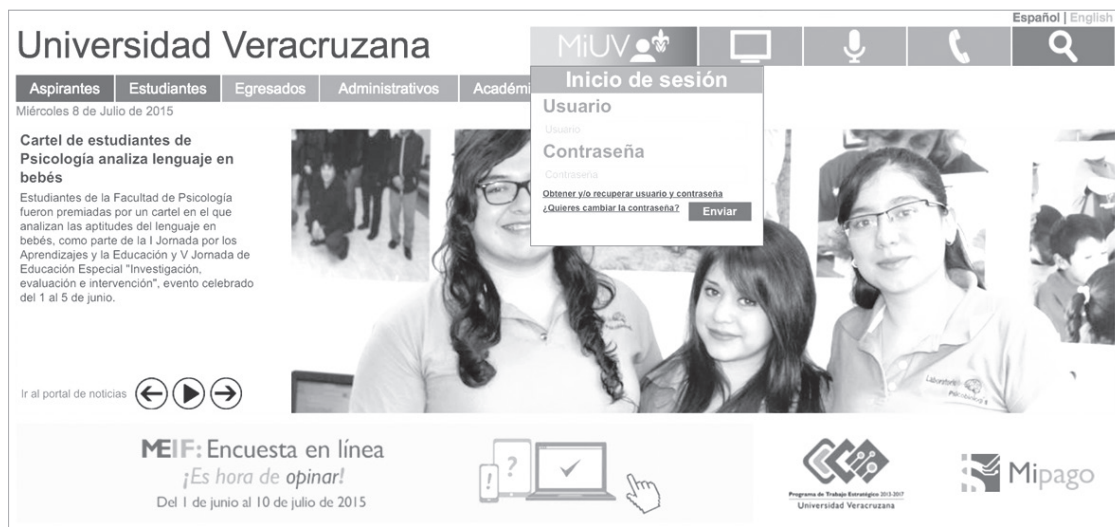 Español | English
Universidad Veracruzana
MiUV
Aspirantes Estudiantes Egresados Administrativos Académi
Miércoles 8 de Julio de 2015
Inicio de sesión
Usuario
Usuario
Contraseña
Contraseña
Obtener y/o recuperar usuario y contraseña
¿Quieres cambiar la contraseña? Enviar
Cartel de estudiantes de
Psicología analiza lenguaje en
bebés
Estudiantes de la Facultad de Psicología
fueron premiadas por un cartel en el que
analizan las aptitudes del lenguaje en
bebés, como parte de la I Jornada por los
Aprendizajes y la Educación y V Jornada de
Educación Especial "Investigación,
evaluación e intervención", evento celebrado
del 1 al 5 de junio.
Ir al portal de noticias
MEIF: Encuesta en línea
¡Es hora de opinar!
Del 1 de junio al 10 de julio de 2015
! ?
Programa de Trabajo Estratégico 2013-2017
Universidad Veracruzana
Mipago